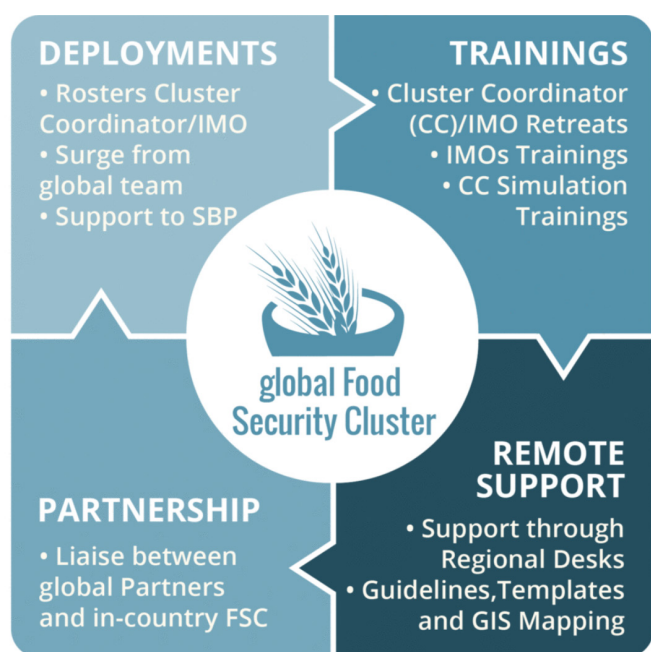 DEPLOYMENTS
• Rosters Cluster
Coordinator/IMO
• Surge from
global team
• Support to SBP
TRAININGS
• Cluster Coordinator
(CC)/IMO Retreats
• IMOs Trainings
• CC Simulation
Trainings
global Food
Security Cluster
PARTNERSHIP
• Liaise between
global Partners
and in-country FSC
REMOTE
SUPPORT
• Support through
Regional Desks
• Guidelines,Templates
and GIS Mapping